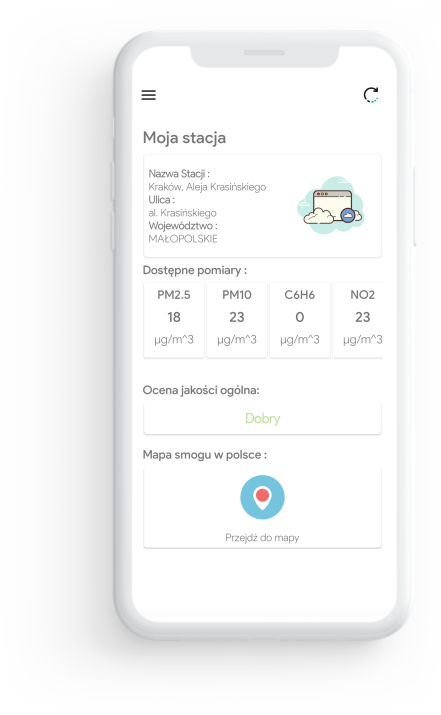 Moja stacja
Nazwa Stacji :
Kraków, Aleja Krasińskiego
Ulica :
al. Krasińskiego
Województwo :
MAŁOPOLSKIE
Dostępne pomiary :
PM2.5 PM10 C6H6 NO2
18 23 0 23
µg/m^3 µg/m^3 µg/m^3 µg/m^3
Ocena jakości ogólna:
Dobry
Mapa smogu w polsce :
Przejdź do mapy